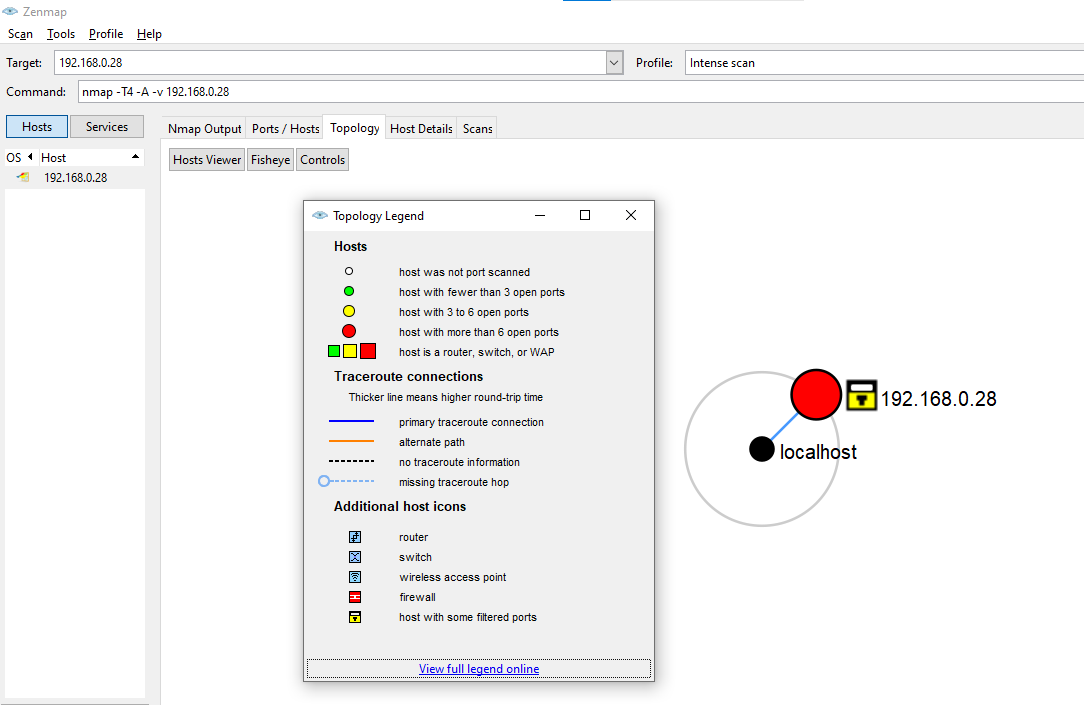 Zenmap
Scan Tools Profile Help
Target: 192.168.0.28 Profile: Intense scan
Command: nmap -T4 -A -v 192.168.0.28
Hosts Services
Nmap Output Ports / Hosts Topology Host Details Scans
OS Host
192.168.0.28
Hosts Viewer Fisheye Controls
Topology Legend
Hosts
host was not port scanned
host with fewer than 3 open ports
host with 3 to 6 open ports
host with more than 6 open ports
host is a router, switch, or WAP
Traceroute connections
Thicker line means higher round-trip time
primary traceroute connection
alternate path
no traceroute information
missing traceroute hop
Additional host icons
router
switch
wireless access point
firewall
host with some filtered ports
View full legend online
192.168.0.28
localhost